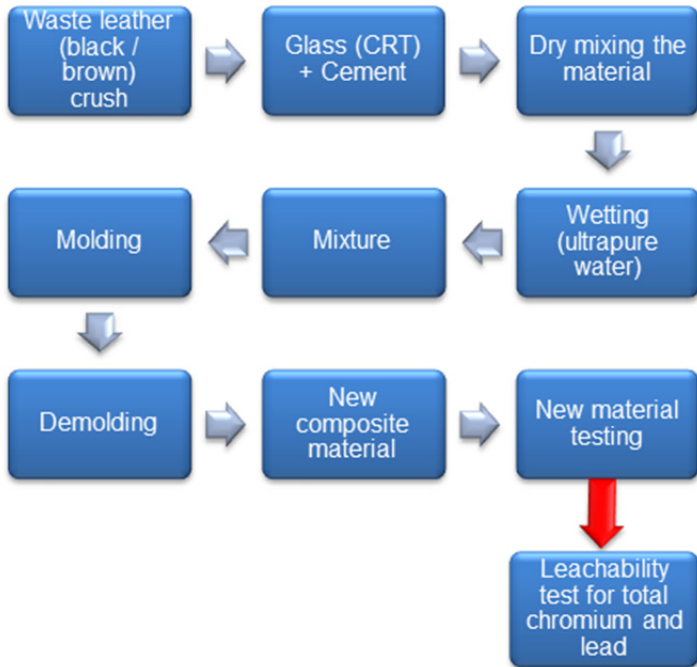 Waste leather
(black /
brown)
crush
Glass (CRT)
+ Cement
Dry mixing the
material
Wetting
(ultrapure
water)
Mixture
Molding
Demolding
New
composite
material
New material
testing
Leachability
test for total
chromium and
lead